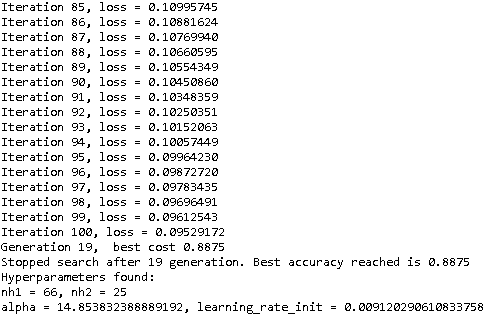 Iteration 85, loss = 0.10995745
Iteration 86, loss = 0.10881624
Iteration 87, loss = 0.10769940
Iteration 88, loss = 0.10660595
Iteration 89, loss = 0.10554349
Iteration 90, loss = 0.10450860
Iteration 91, loss = 0.10348359
Iteration 92, loss = 0.10250351
Iteration 93, loss = 0.10152063
Iteration 94, loss = 0.10057449
Iteration 95, loss = 0.09964230
Iteration 96, loss = 0.09872720
Iteration 97, loss = 0.09783435
Iteration 98, loss = 0.09696491
Iteration 99, loss = 0.09612543
Iteration 100, loss = 0.09529172
Generation 19,  best cost 0.8875
Stopped search after 19 generation. Best accuracy reached is 0.8875
Hyperparameters found:
nh1 = 66, nh2 = 25
alpha = 14.853832388889192, learning_rate_init = 0.009120290610833758